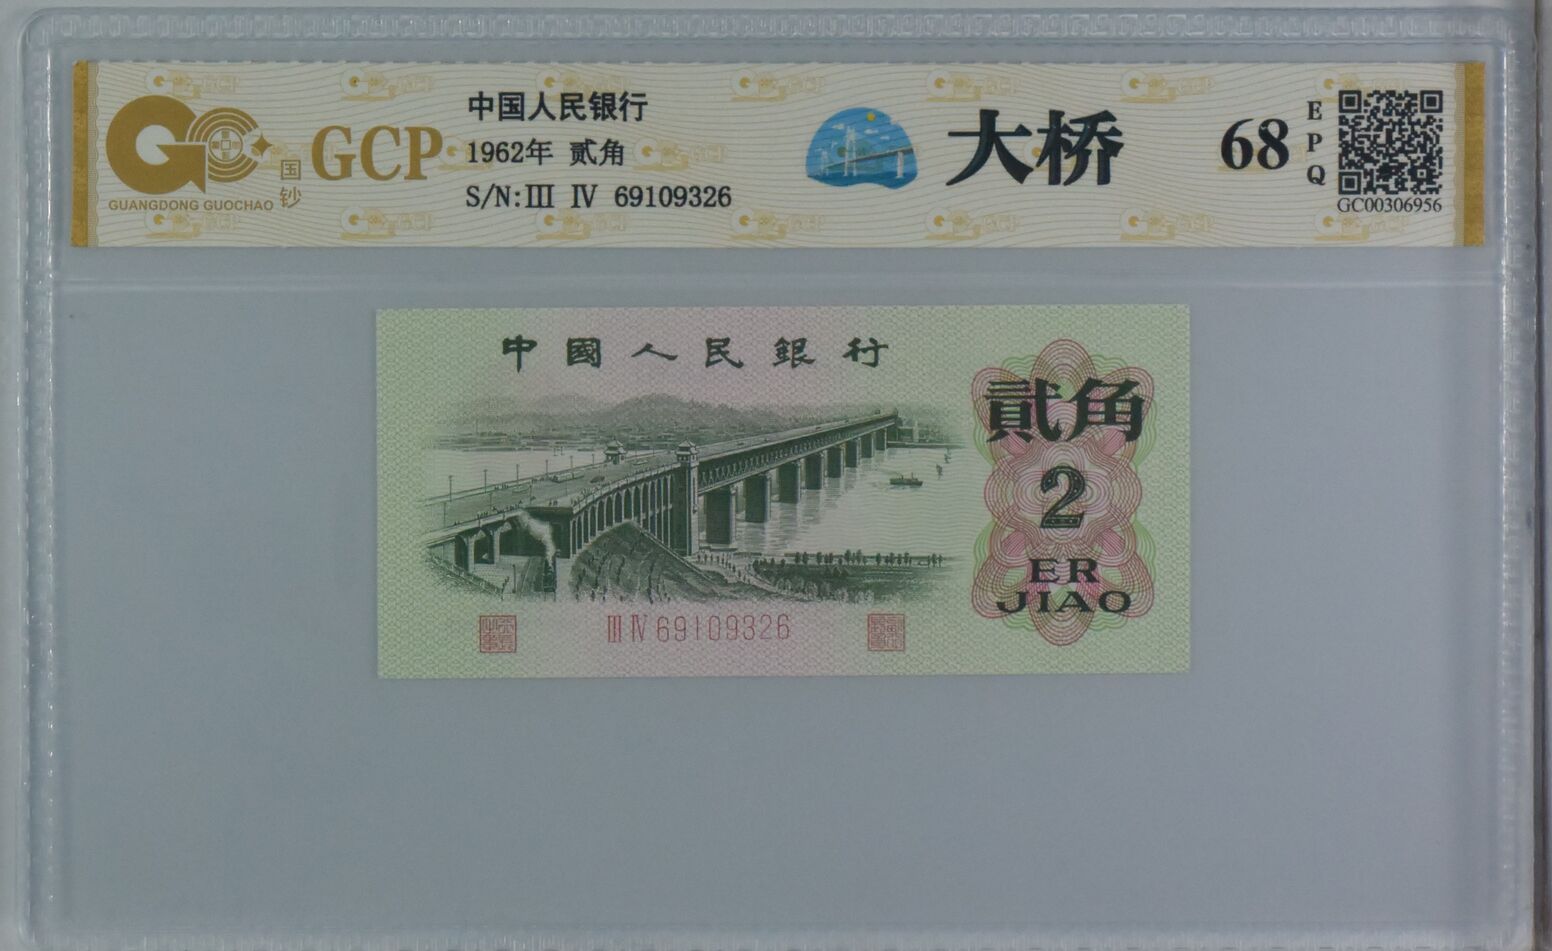 GCP
国钞
GUANGDONG GUOCHAO
中国人民银行
1962年 贰角
S/N:III IV 69109326
大桥
68
EPQ
GC00306956
中國人民銀行
貳角
2
ER
JIAO
III IV 69109326